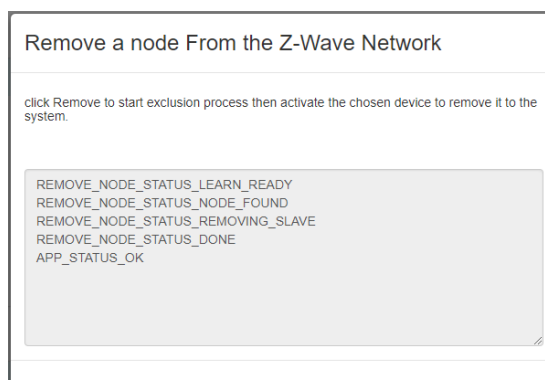 Remove a node From the Z-Wave Network
click Remove to start exclusion process then activate the chosen device to remove it to the
system.
REMOVE_NODE_STATUS_LEARN_READY
REMOVE_NODE_STATUS_NODE_FOUND
REMOVE_NODE_STATUS_REMOVING_SLAVE
REMOVE_NODE_STATUS_DONE
APP_STATUS_OK